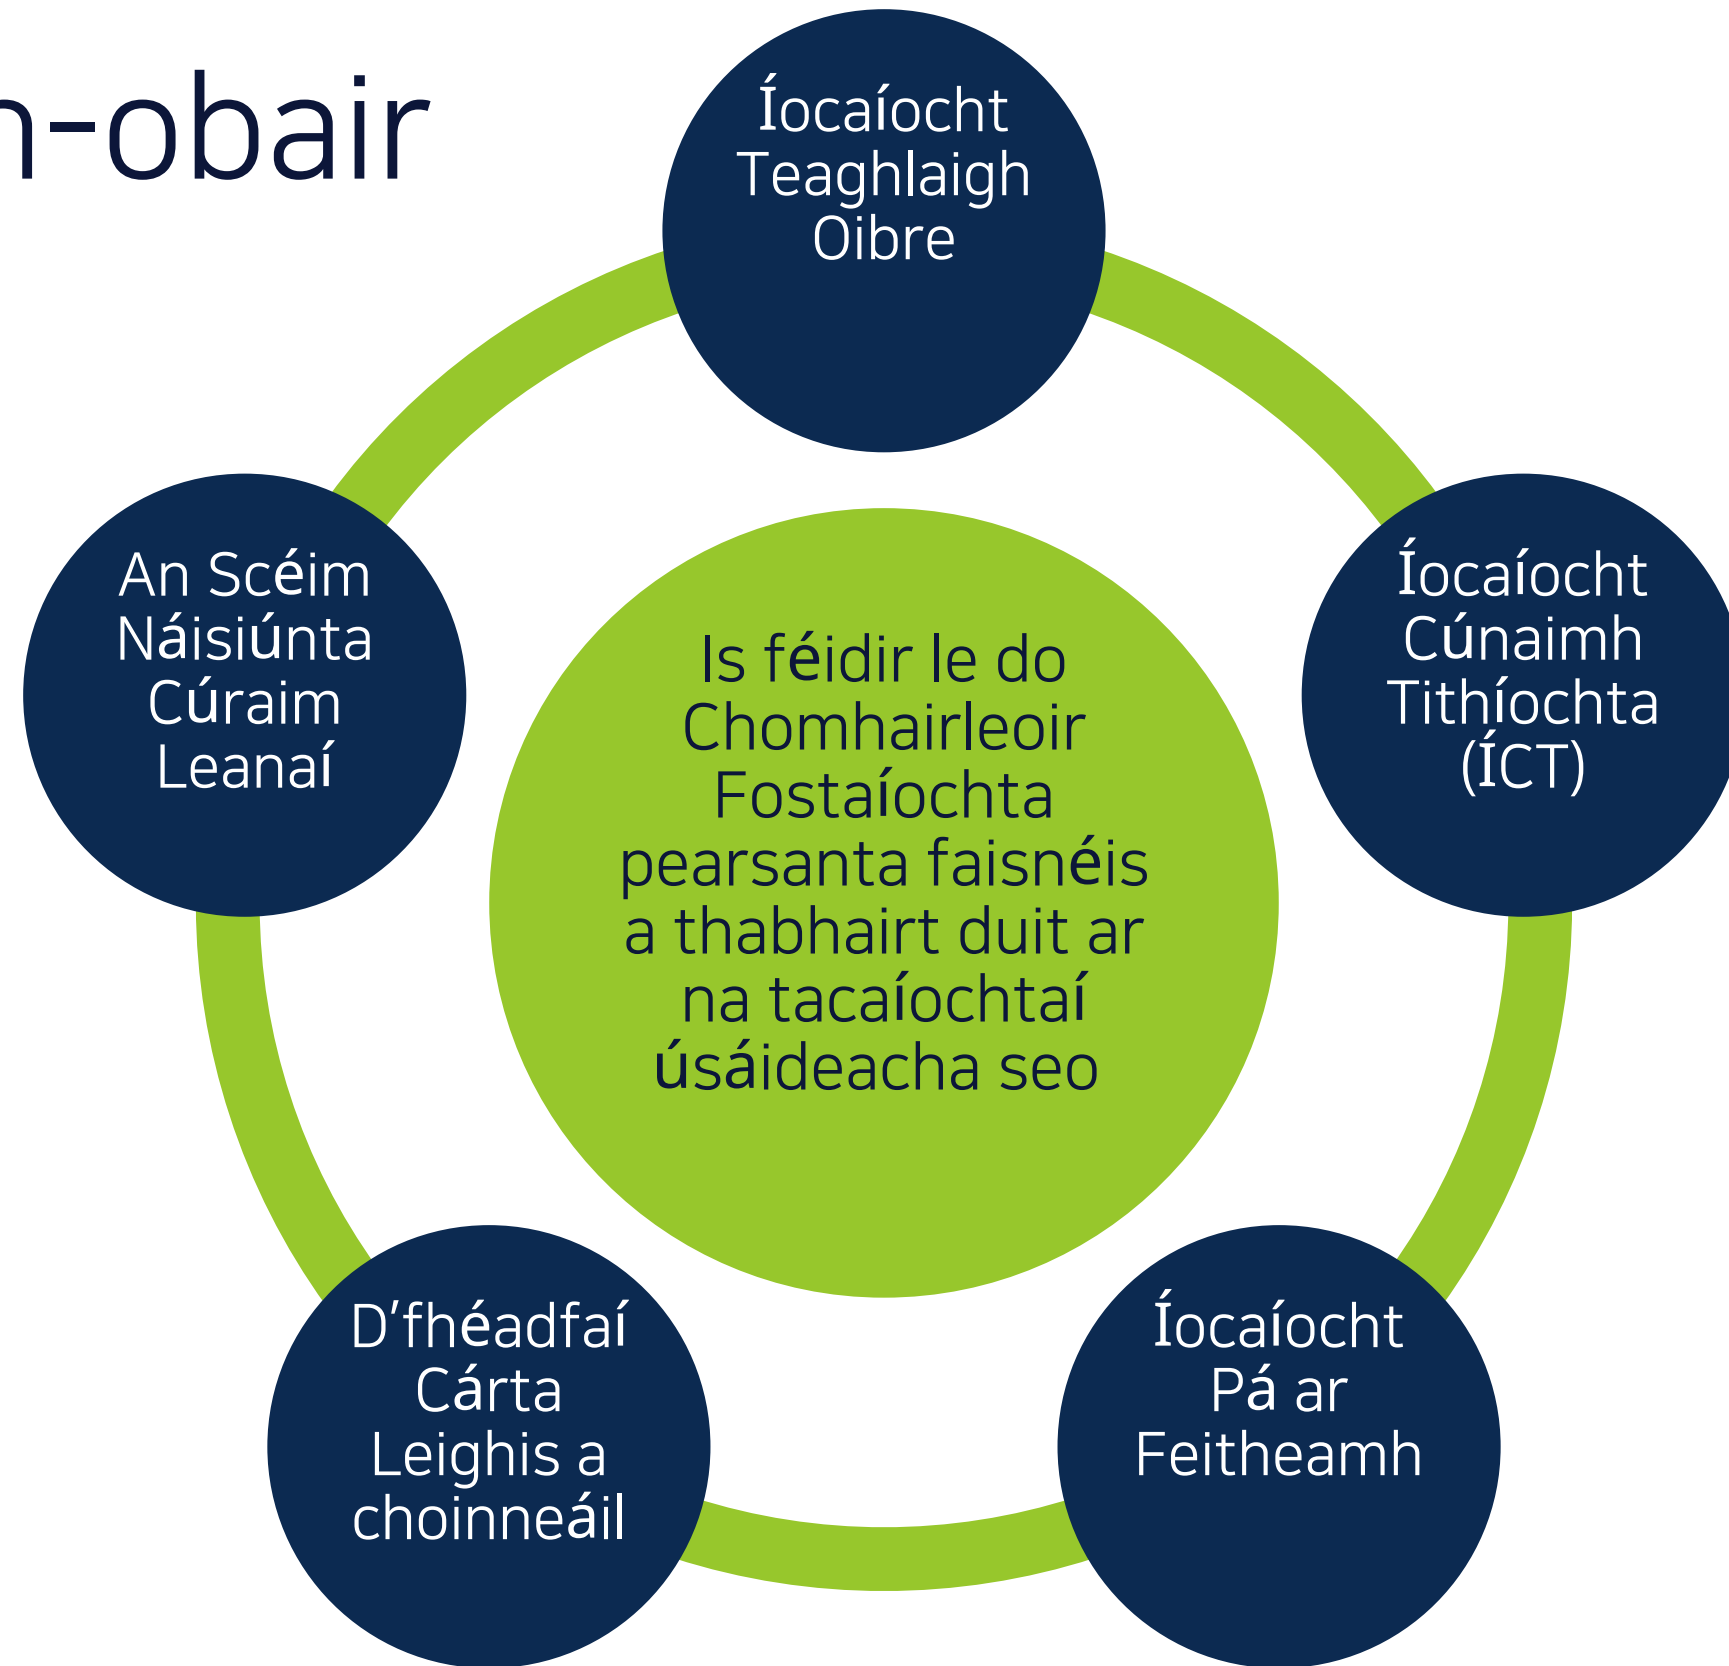 n-obair
Íocaíocht
Teaghlaigh
Oibre
Íocaíocht
Cúnaimh
Tithíochta
(ÍCT)
Íocaíocht
Pá ar
Feitheamh
D'fhéadfaí
Cárta
Leighis a
choinneáil
An Scéim
Náisiúnta
Cúraim
Leanaí
Is féidir le do
Chomhairleoir
Fostaíochta
pearsanta faisnéis
a thabhairt duit ar
na tacaíochtaí
úsáideacha seo